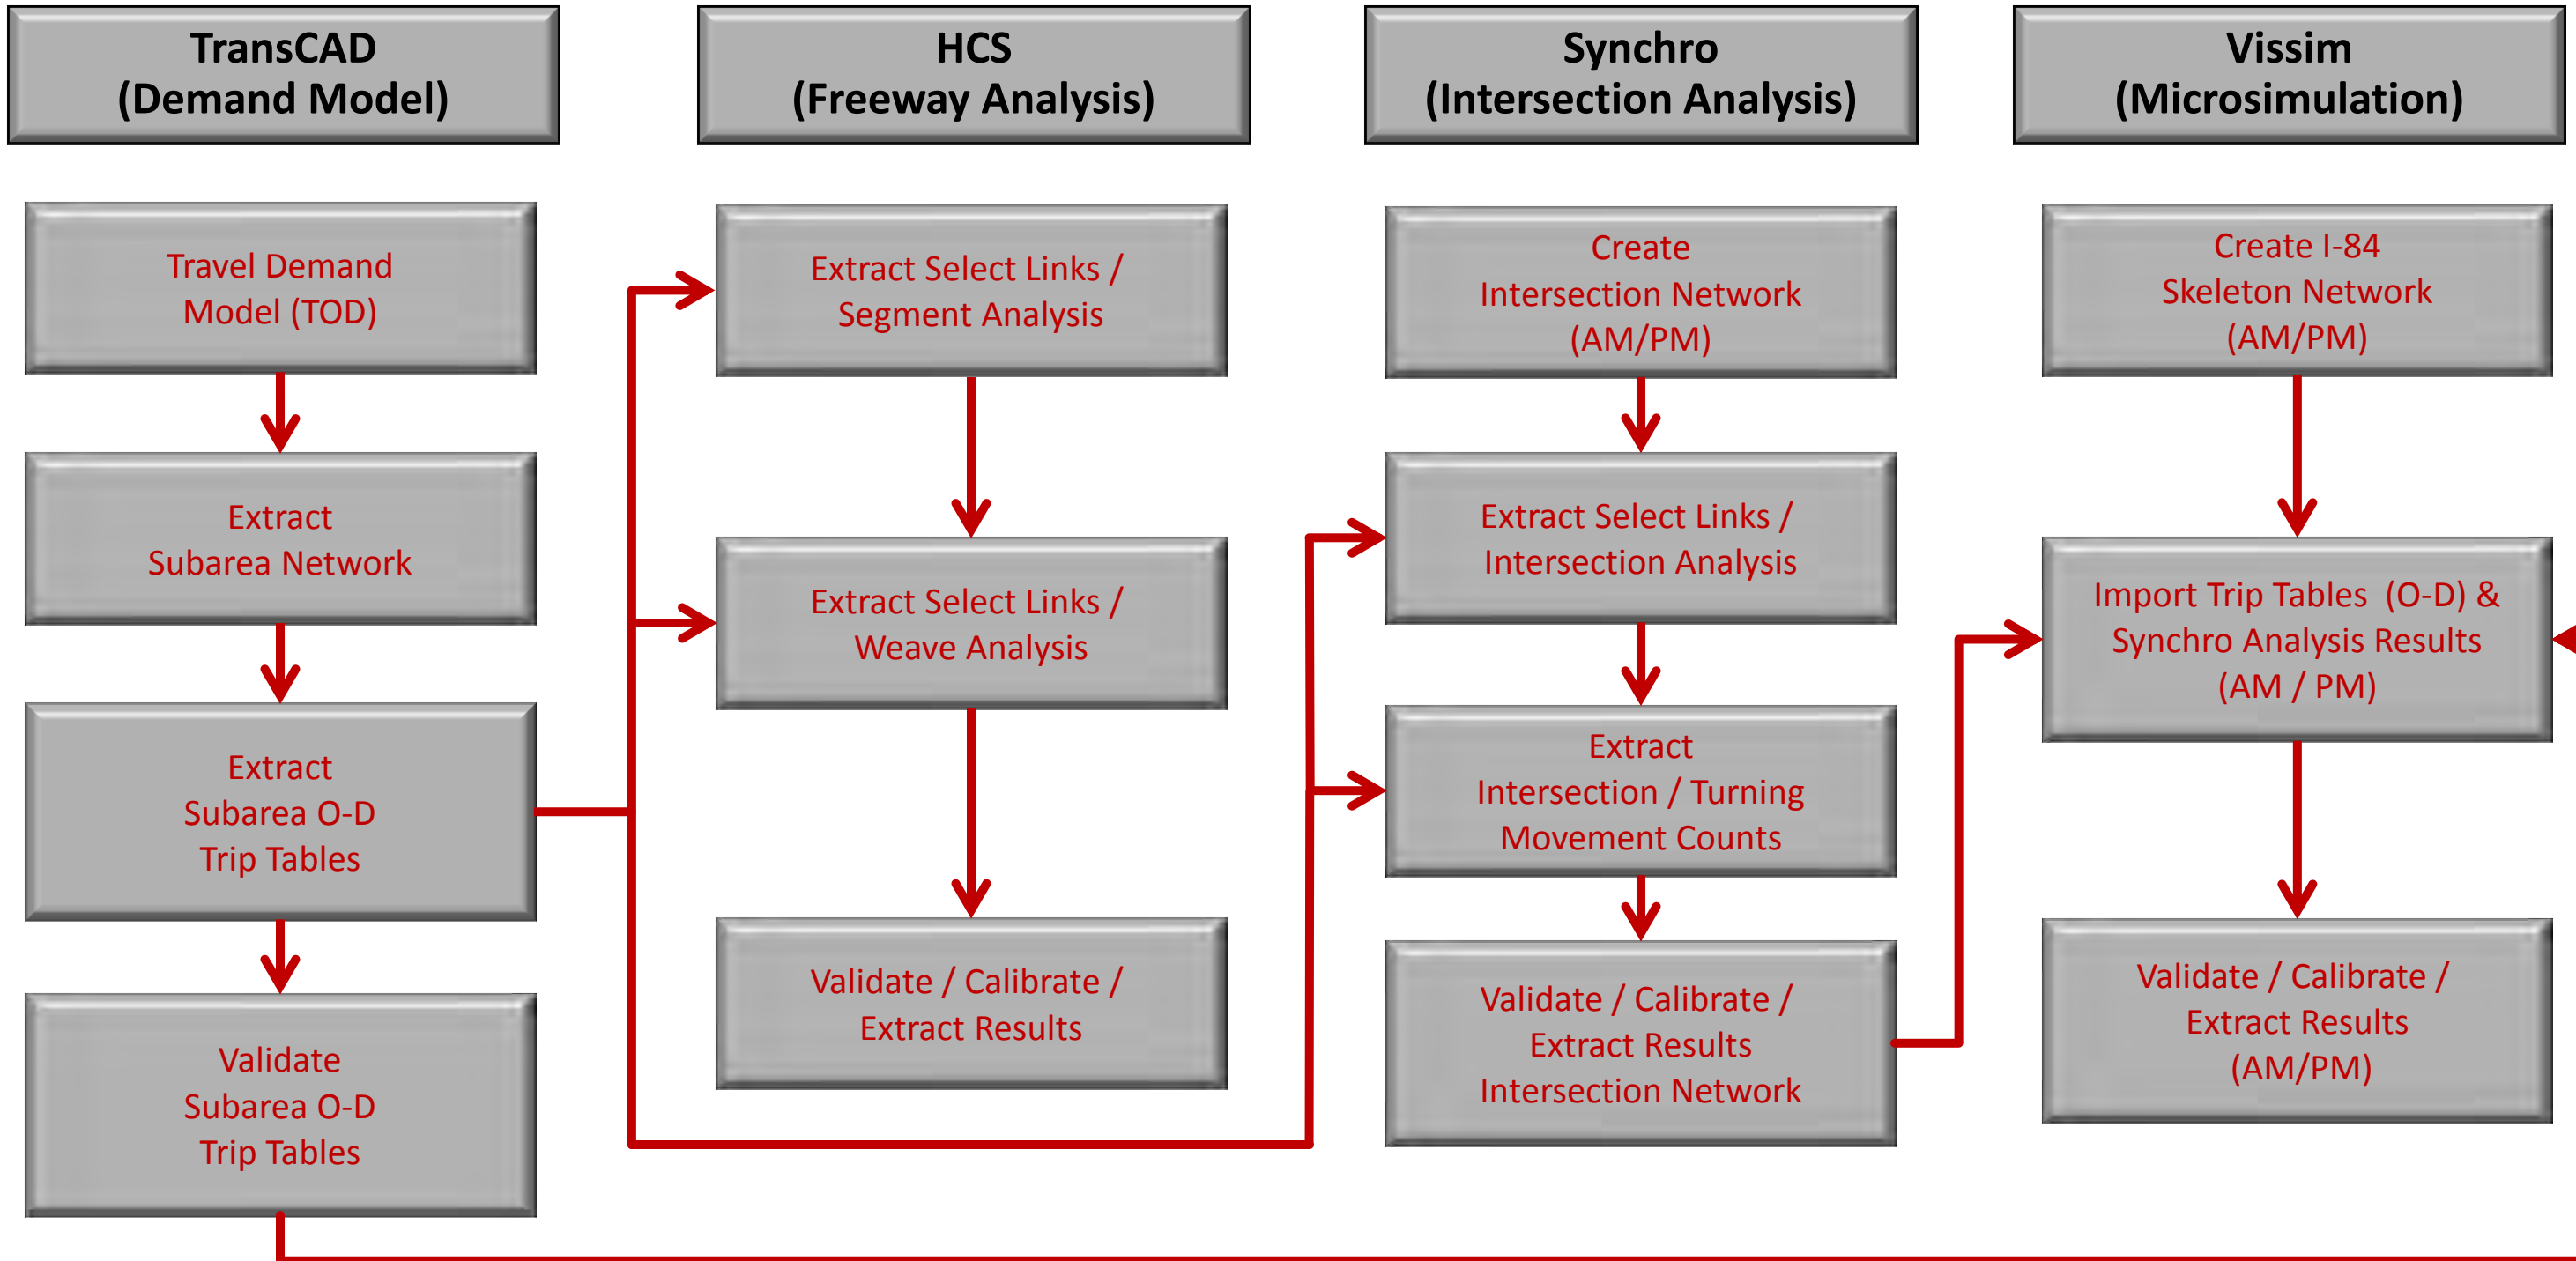 TransCAD
(Demand Model)
HCS
(Freeway Analysis)
Synchro
(Intersection Analysis)
Vissim
(Microsimulation)
Travel Demand
Model (TOD)
Extract
Subarea Network
Extract
Subarea O-D
Trip Tables
Validate
Subarea O-D
Trip Tables
Extract Select Links /
Segment Analysis
Extract Select Links /
Weave Analysis
Validate / Calibrate /
Extract Results
Create
Intersection Network
(AM/PM)
Extract Select Links /
Intersection Analysis
Extract
Intersection / Turning
Movement Counts
Validate / Calibrate /
Extract Results
Intersection Network
Create I-84
Skeleton Network
(AM/PM)
Import Trip Tables (O-D) &
Synchro Analysis Results
(AM / PM)
Validate / Calibrate /
Extract Results
(AM/PM)